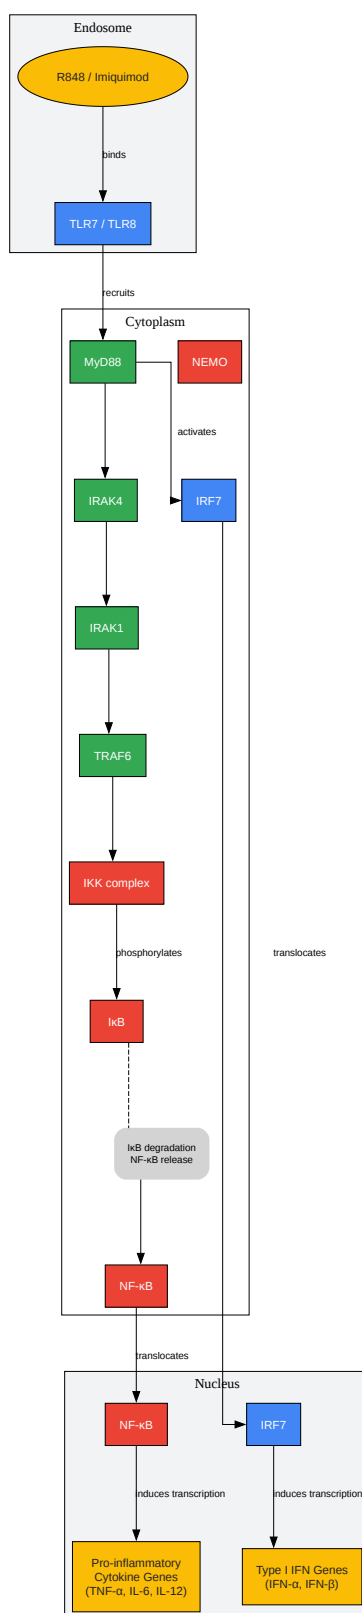 Endosome
R848 / Imiquimod
binds
TLR7 / TLR8
recruits
Cytoplasm
MyD88
NEMO
activates
IRAK4
IRF7
IRAK1
TRAF6
IKK complex
phosphorylates
translocates
IκB
IκB degradation
NF-κB release
NF-κB
translocates
Nucleus
NF-κB
IRF7
induces transcription
induces transcription
Pro-inflammatory
Cytokine Genes
(TNF-α, IL-6, IL-12)
Type I IFN Genes
(IFN-α, IFN-β)